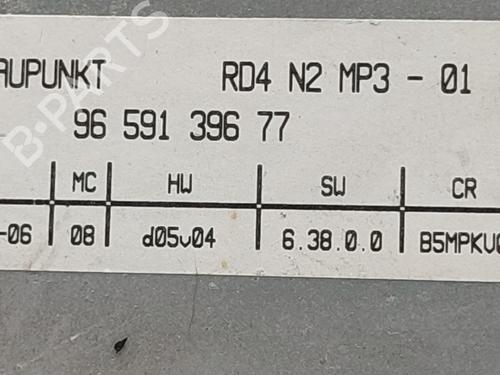 AUPUNKT RD4 N2 MP3 - 01
96 591 396 77
MC HW SW CR
-06 08 d05v04 6.38.0.0 B5MPKV0
B-PARTS